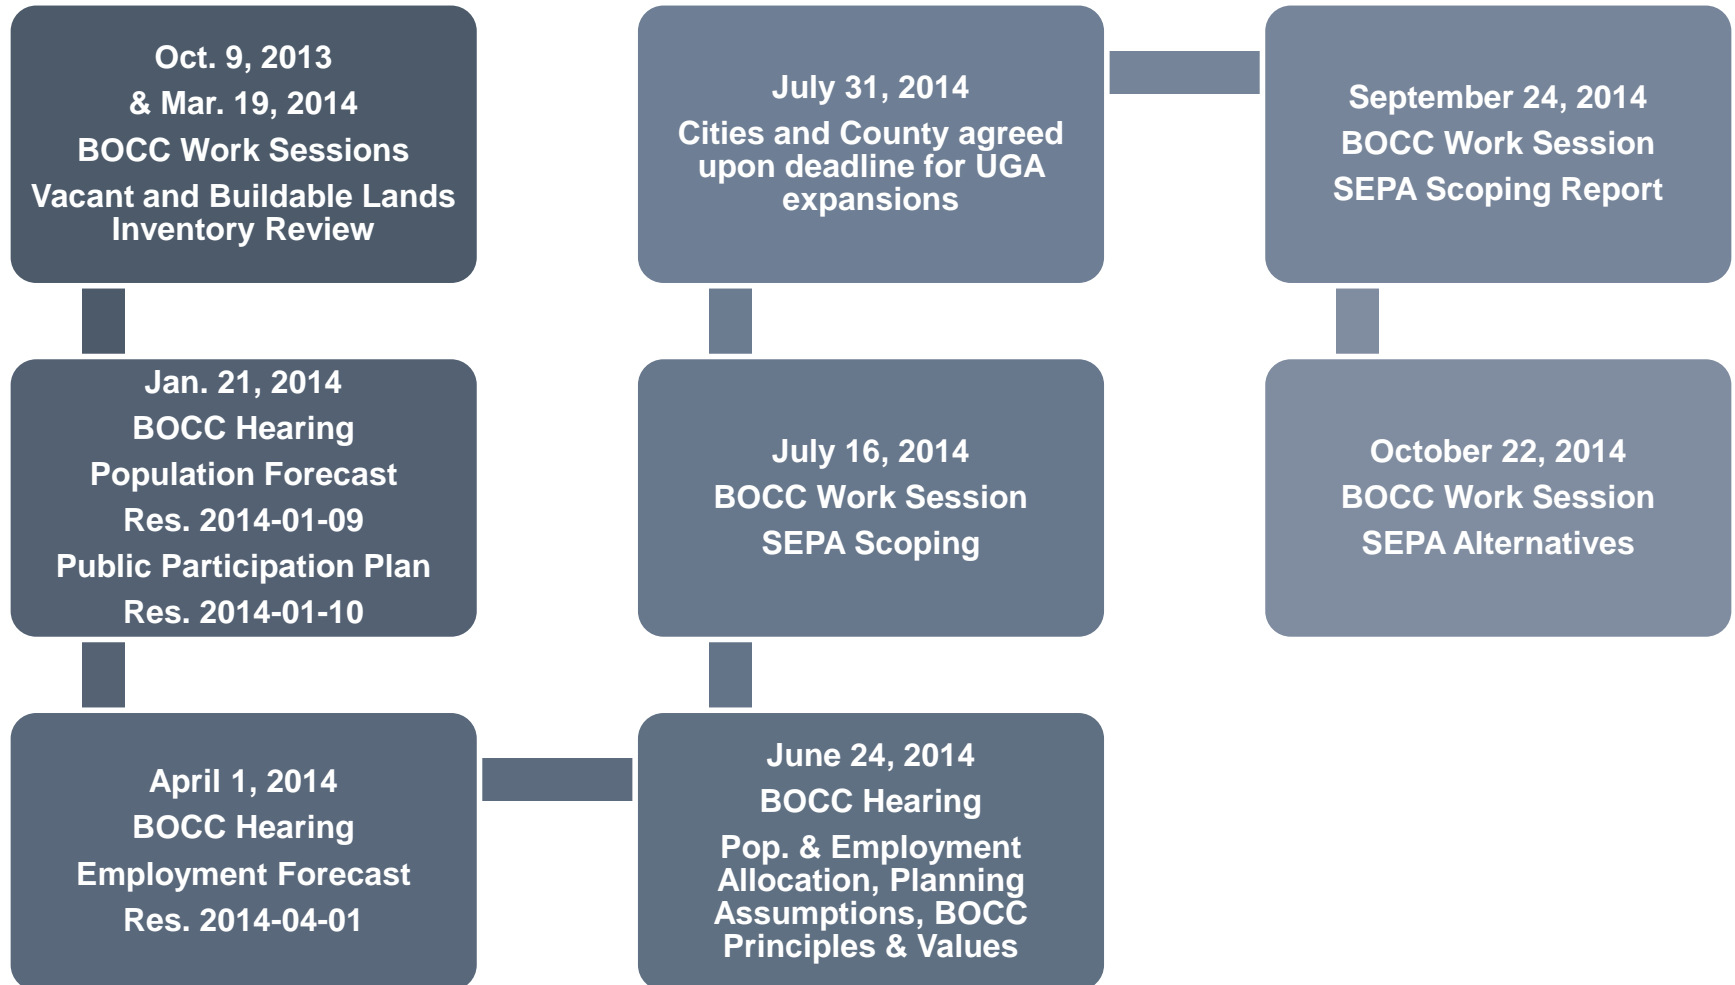 Oct. 9, 2013
& Mar. 19, 2014
BOCC Work Sessions
Vacant and Buildable Lands
Inventory Review
Jan. 21, 2014
BOCC Hearing
Population Forecast
Res. 2014-01-09
Public Participation Plan
Res. 2014-01-10
April 1, 2014
BOCC Hearing
Employment Forecast
Res. 2014-04-01
June 24, 2014
BOCC Hearing
Pop. & Employment
Allocation, Planning
Assumptions, BOCC
Principles & Values
July 16, 2014
BOCC Work Session
SEPA Scoping
July 31, 2014
Cities and County agreed
upon deadline for UGA
expansions
September 24, 2014
BOCC Work Session
SEPA Scoping Report
October 22, 2014
BOCC Work Session
SEPA Alternatives